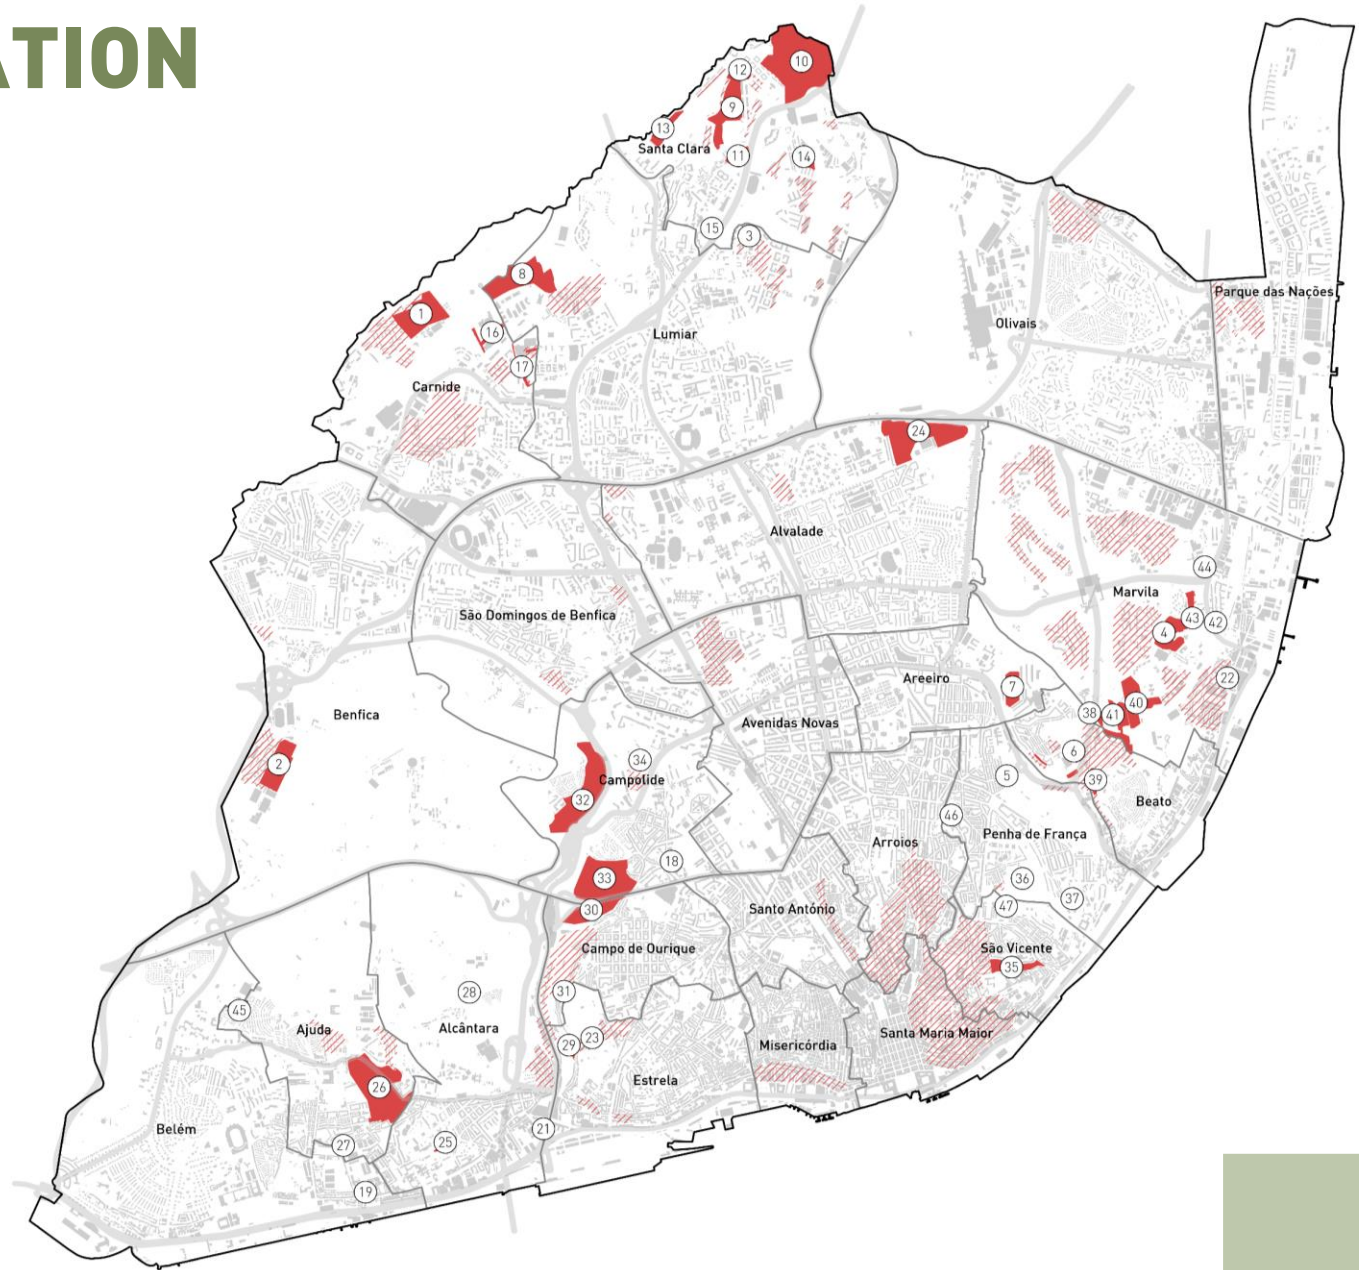 ATION
10
12
9
13
Santa Clara
11
14
15
3
8
1
16
17
Parque das Nações
Olivais
Lumiar
Carnide
24
Alvalade
44
Marvila
São Domingos de Benfica
43
42
4
22
Areeiro
7
40
38
41
Benfica
Avenidas Novas
6
34
2
Campolide
5
39
32
Beato
46
Penha de França
Arroios
18
33
36
37
30
Santo António
47
Campo de Ourique
São Vicente
35
28
31
45
Ajuda
Alcântara
Santa Maria Maior
29
23
Misericórdia
Estrela
26
Belém
21
27
25
19